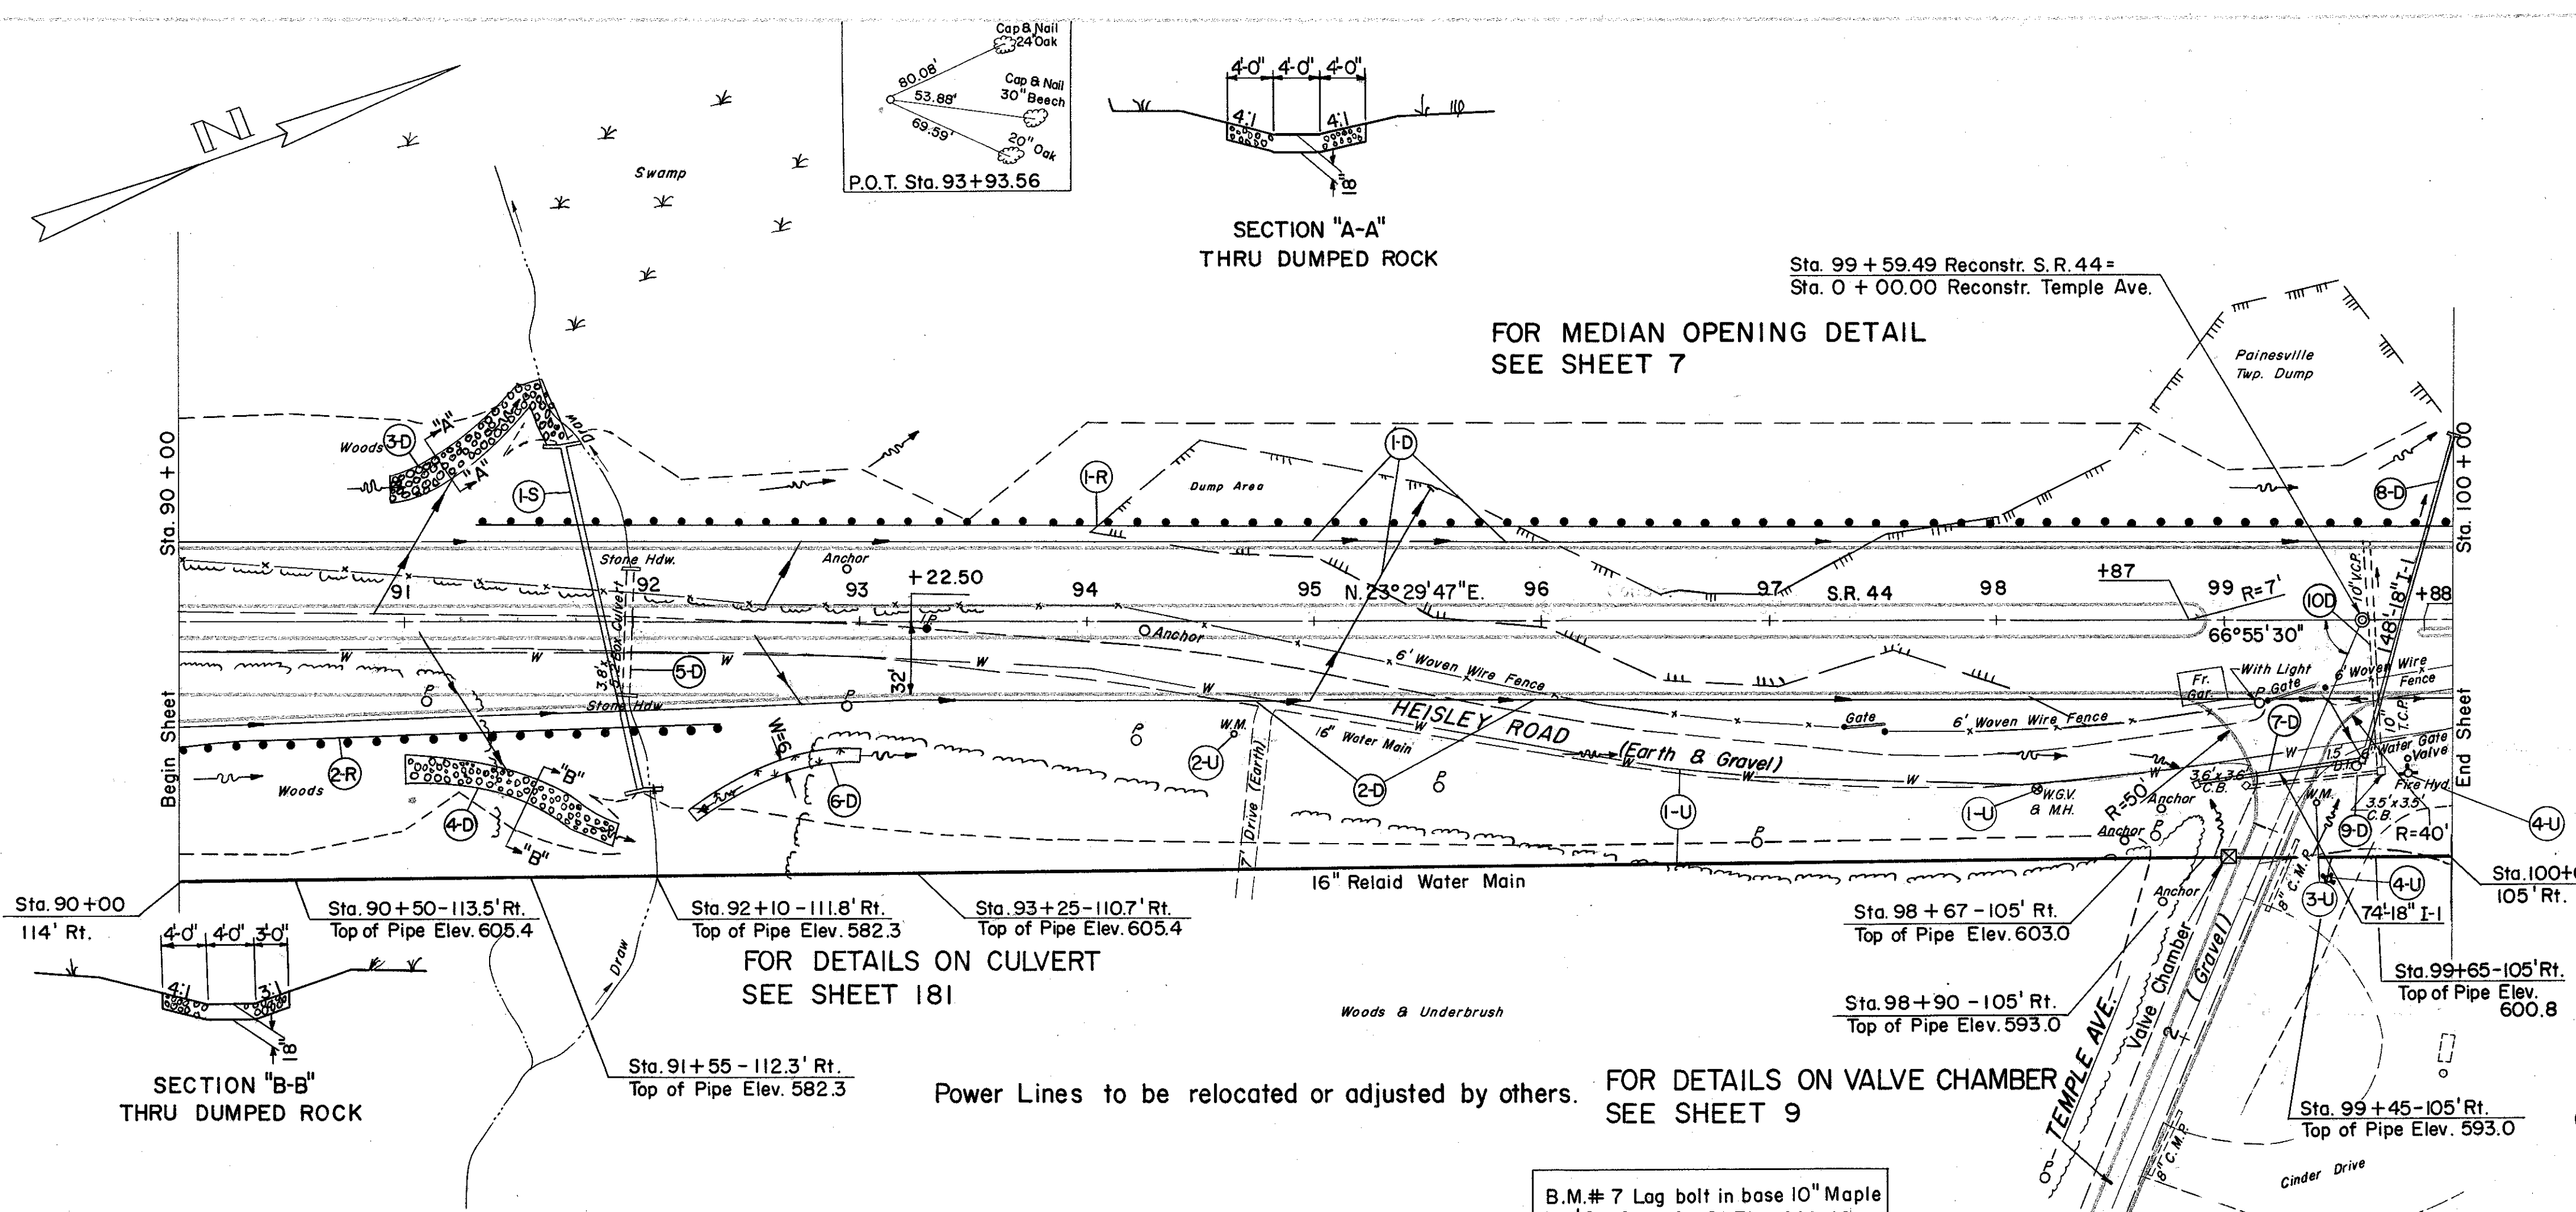 Cap & Nail
24" Oak
80.08'
Cap & Nail
30" Beech
53.88'
69.59'
20" Oak
P.O.T. Sta. 93+93.56
4'-0" 4'-0" 4'-0"
4:1 4:1
18"
SECTION "A-A"
THRU DUMPED ROCK
N
Swamp
Sta. 99 + 59.49 Reconstr. S.R. 44 =
Sta. 0 + 00.00 Reconstr. Temple Ave.
FOR MEDIAN OPENING DETAIL
SEE SHEET 7
Painesville
Twp. Dump
Sta. 90 + 00
Begin Sheet
Woods
3-D
"A"
"A"
Draw
1-S
1-R
Dump Area
1-D
8-D
Sta. 100 + 00
End Sheet
Stone Hdw.
Anchor
+22.50
91
92
93
94
95
N. 23° 29' 47" E.
96
97
S.R. 44
98
+87
99
R=7'
10D
10" V.C.P.
148'-18" I-1
+88
66° 55' 30"
I.P.
Anchor
W W W W
3.8' x
Box Culvert
5-D
32'
P
P
6' Woven Wire Fence
Fr.
Gar.
With Light
P. Gate
6' Woven Wire
Fence
Stone Hdw.
W
HEISLEY ROAD
(Earth & Gravel)
Gate
6' Woven Wire Fence
7-D
10" T.C.P.
W=6'
P
W.M.
16" Water Main
W W W W
W
1.5'
D.I.
Water Gate
Valve
2-R
Woods
"B"
"B"
4-D
6-D
2-U
7' Drive (Earth)
2-D
P
1-U
P
1-U
W.G.V.
& M.H.
3.6' x 3.6'
C.B.
R=50'
Anchor
P
Anchor
W.M.
Fire Hyd.
3.5' x 3.5'
C.B.
9-D
R=40'
4-U
16" Relaid Water Main
18" C.M.P.
4-U
3-U
74'-18" I-1
Anchor
Sta. 90+00
114' Rt.
Sta. 90+50-113.5' Rt.
Top of Pipe Elev. 605.4
Sta. 92+10-111.8' Rt.
Top of Pipe Elev. 582.3
Sta. 93+25-110.7' Rt.
Top of Pipe Elev. 605.4
Sta. 98 + 67-105' Rt.
Top of Pipe Elev. 603.0
Sta. 100+
105' Rt.
4'-0" 4'-0" 3'-0"
4:1 3:1
18"
SECTION "B-B"
THRU DUMPED ROCK
Draw
FOR DETAILS ON CULVERT
SEE SHEET 181
Sta. 91+55-112.3' Rt.
Top of Pipe Elev. 582.3
Woods & Underbrush
Sta. 98+90-105' Rt.
Top of Pipe Elev. 593.0
Sta. 99+65-105' Rt.
Top of Pipe Elev.
600.8
Power Lines to be relocated or adjusted by others.
FOR DETAILS ON VALVE CHAMBER
SEE SHEET 9
TEMPLE AVE.
Valve Chamber
(Gravel)
2
Sta. 99+45-105' Rt.
Top of Pipe Elev. 593.0
P
8" C.M.P.
Cinder Drive
B.M.# 7 Lag bolt in base 10" Maple